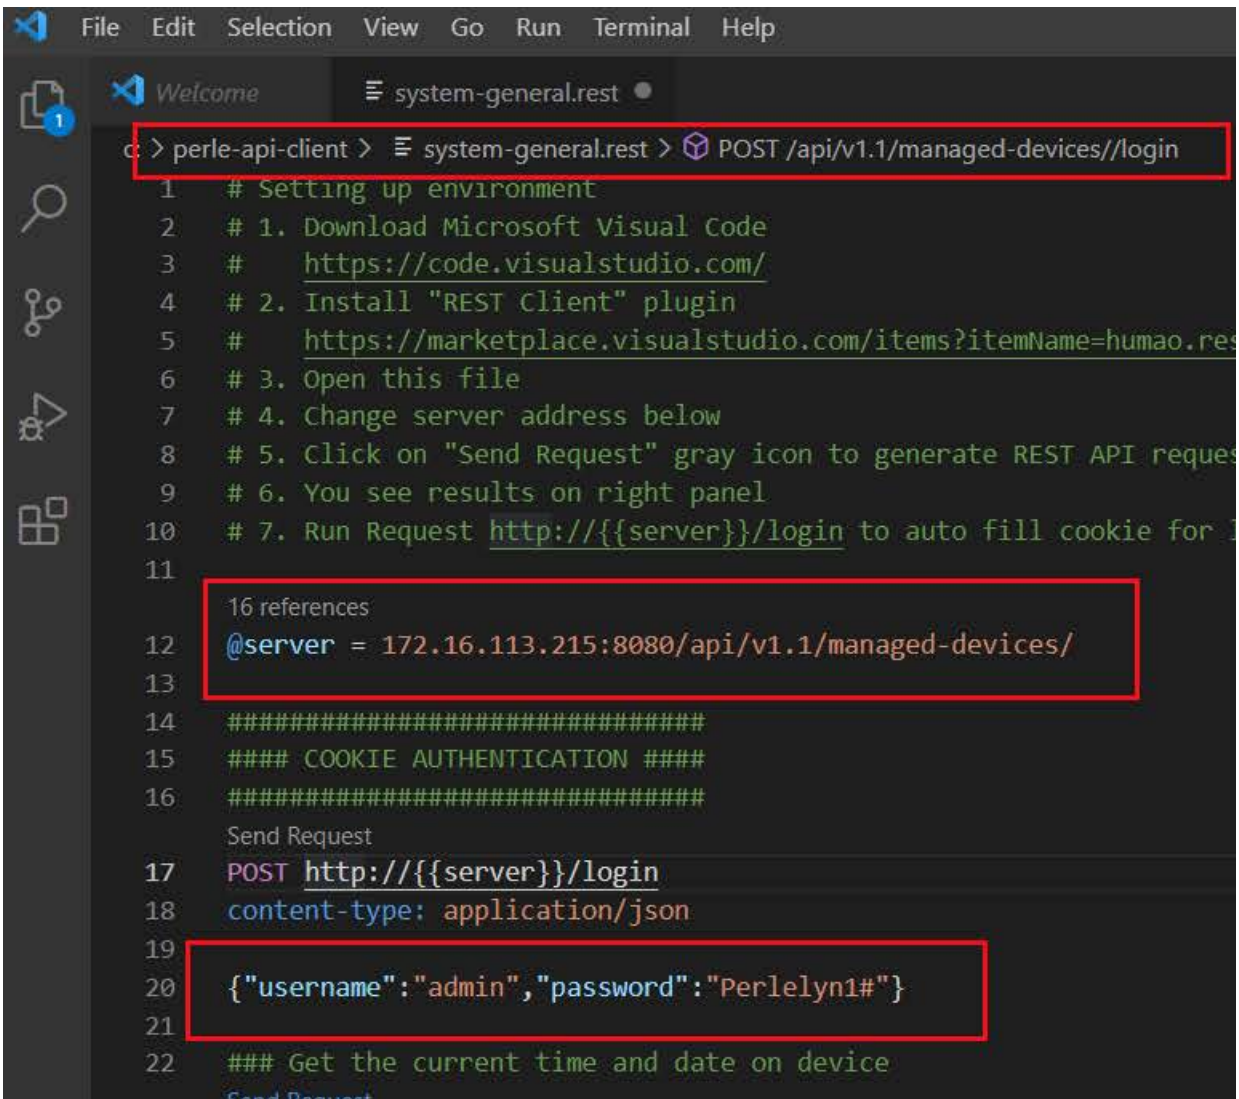 File Edit Selection View Go Run Terminal Help
1
Welcome system-general.rest
c: > perle-api-client > system-general.rest > POST /api/v1.1/managed-devices//login
1 # Setting up environment
2 # 1. Download Microsoft Visual Code
3 # https://code.visualstudio.com/
4 # 2. Install "REST Client" plugin
5 # https://marketplace.visualstudio.com/items?itemName=humao.res
6 # 3. Open this file
7 # 4. Change server address below
8 # 5. Click on "Send Request" gray icon to generate REST API reques
9 # 6. You see results on right panel
10 # 7. Run Request http://{{server}}/login to auto fill cookie for l
11
16 references
12 @server = 172.16.113.215:8080/api/v1.1/managed-devices/
13
14 ###############################
15 #### COOKIE AUTHENTICATION ####
16 ###############################
Send Request
17 POST http://{{server}}/login
18 content-type: application/json
19
20 {"username":"admin","password":"Perlelyn1#"}
21
22 ### Get the current time and date on device
Send Request